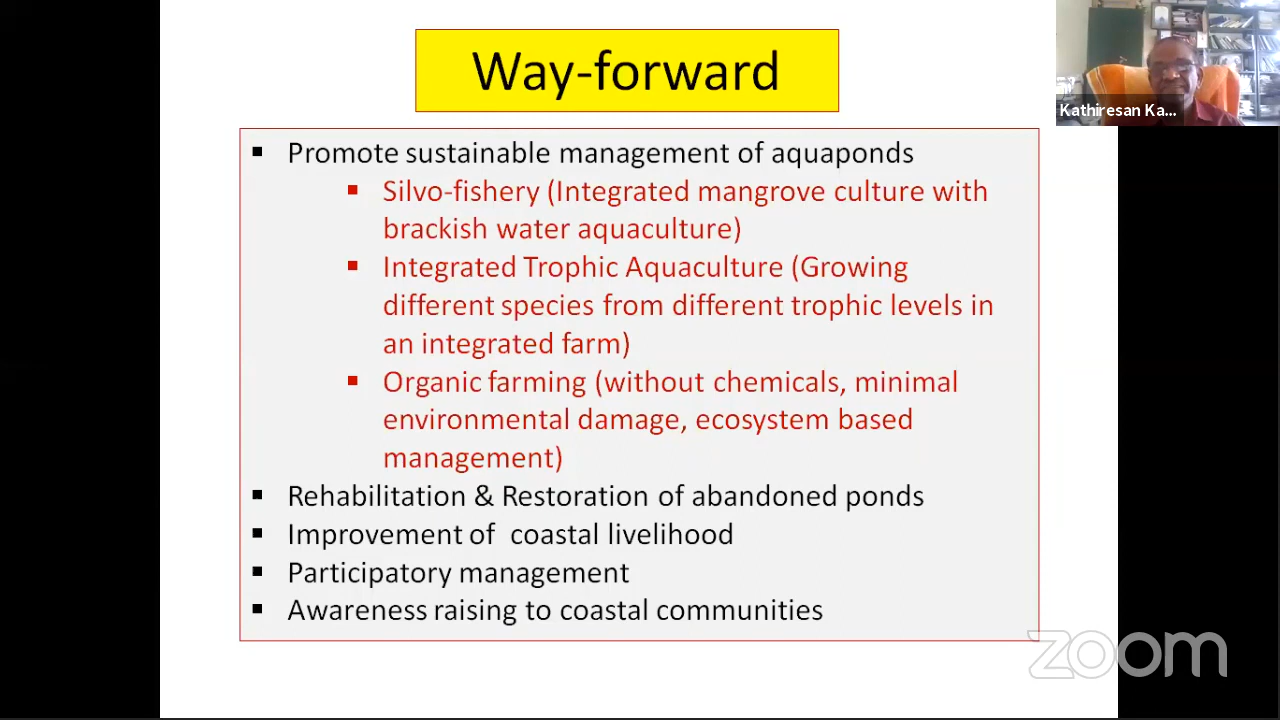 Way-forward
Kathiresan Ka...
▪ Promote sustainable management of aquaponds
▪ Silvo-fishery (Integrated mangrove culture with
brackish water aquaculture)
▪ Integrated Trophic Aquaculture (Growing
different species from different trophic levels in
an integrated farm)
▪ Organic farming (without chemicals, minimal
environmental damage, ecosystem based
management)
▪ Rehabilitation & Restoration of abandoned ponds
▪ Improvement of coastal livelihood
▪ Participatory management
▪ Awareness raising to coastal communities
zoom